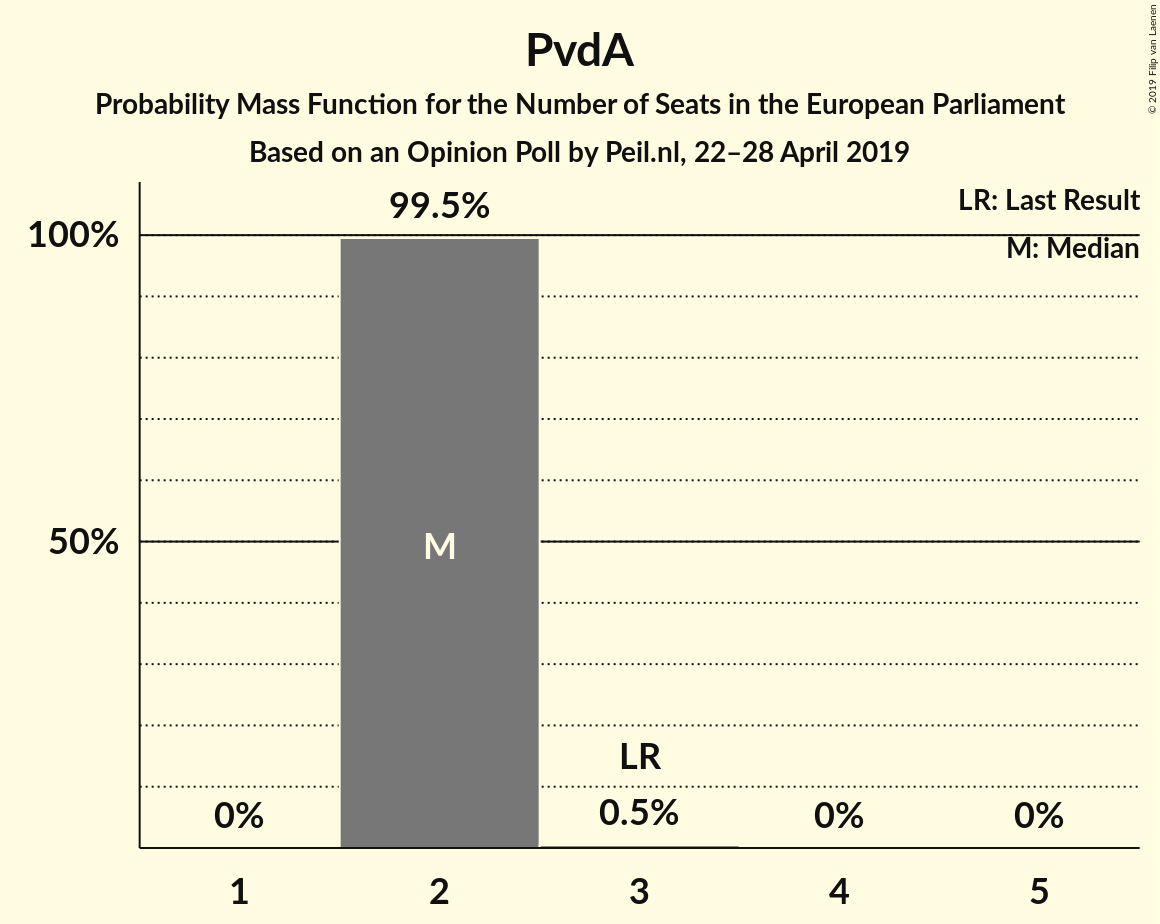 PvdA
Probability Mass Function for the Number of Seats in the European Parliament
Based on an Opinion Poll by Peil.nl, 22–28 April 2019
© 2019 Filip van Laenen
LR: Last Result
M: Median
99.5%
100%
50%
M
LR
0%
0.5%
0%
0%
1
2
3
4
5